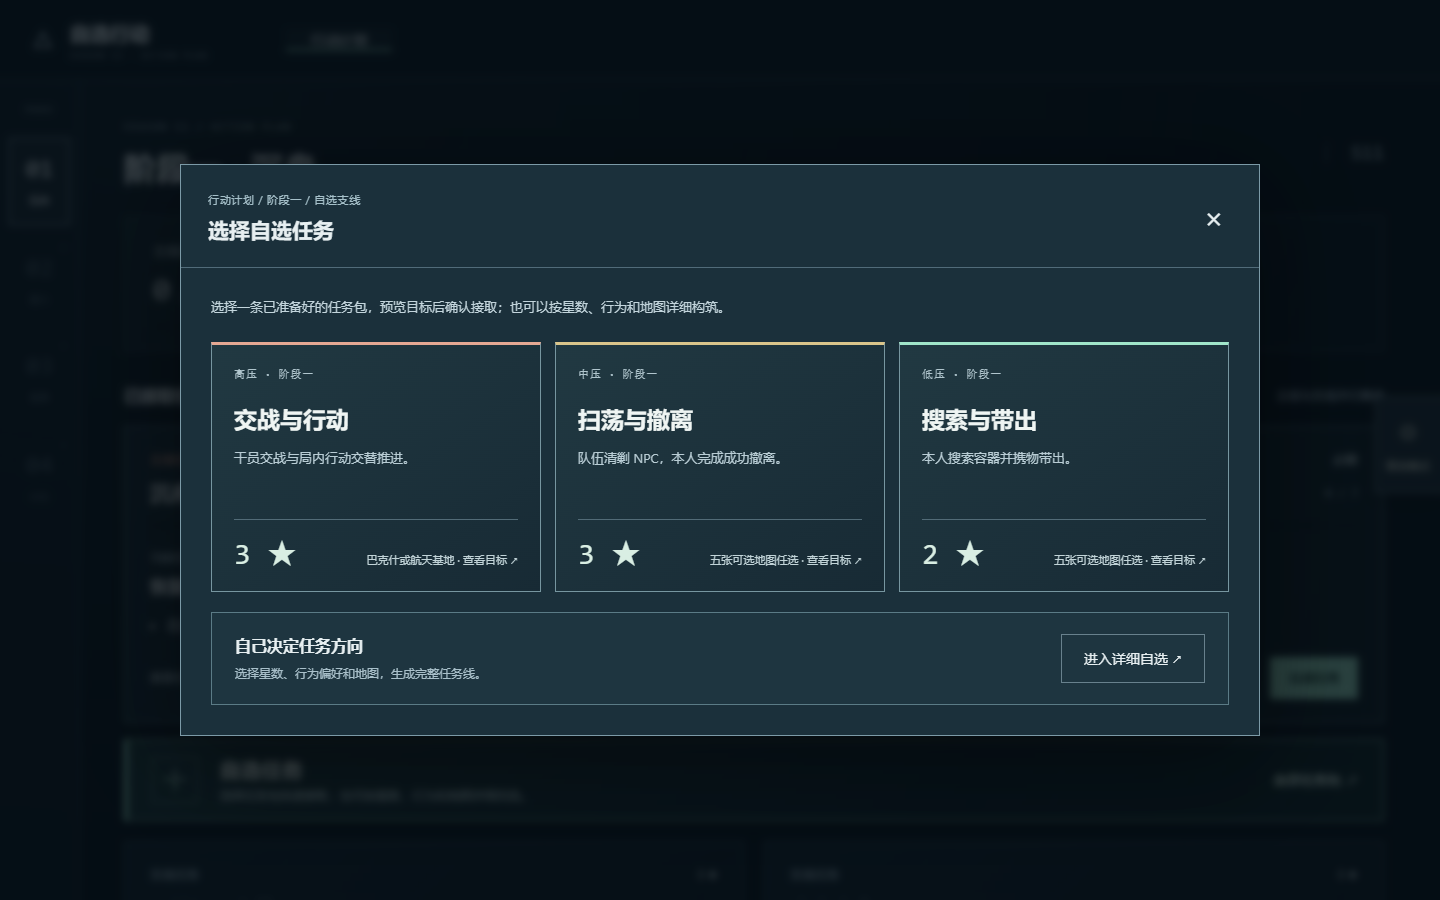 行动计划 / 阶段一 / 自选支线
选择自选任务
✕
选择一条已准备好的任务包，预览目标后确认接取；也可以按星数、行为和地图详细构筑。
高压 · 阶段一
交战与行动
干员交战与局内行动交替推进。
3 ★
巴克什或航天基地 · 查看目标 ↗
中压 · 阶段一
扫荡与撤离
队伍清剿 NPC，本人完成成功撤离。
3 ★
五张可选地图任选 · 查看目标 ↗
低压 · 阶段一
搜索与带出
本人搜索容器并携物带出。
2 ★
五张可选地图任选 · 查看目标 ↗
自己决定任务方向
选择星数、行为偏好和地图，生成完整任务线。
进入详细自选 ↗